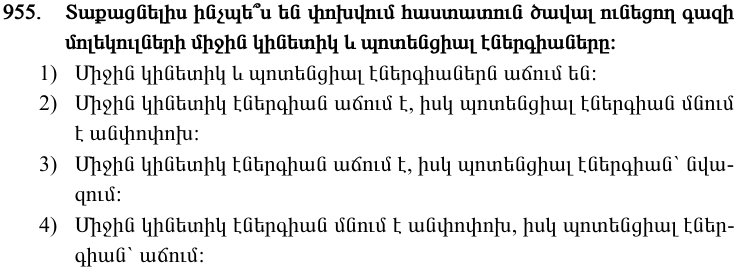 955. Տաքացնելիս ինչպե՞ս են փոխվում հաստատուն ծավալ ունեցող գազի
մոլեկուլների միջին կինետիկ և պոտենցիալ էներգիաները:
1) Միջին կինետիկ և պոտենցիալ էներգիաներն աճում են:
2) Միջին կինետիկ էներգիան աճում է, իսկ պոտենցիալ էներգիան մնում
է անփոփոխ:
3) Միջին կինետիկ էներգիան աճում է, իսկ պոտենցիալ էներգիան՝ նվա-
զում:
4) Միջին կինետիկ էներգիան մնում է անփոփոխ, իսկ պոտենցիալ էներ-
գիան՝ աճում: